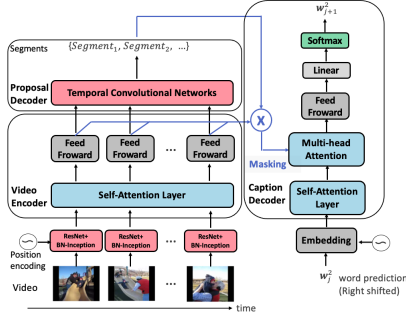 w²ⱼ₊₁
Softmax
Linear
Feed
Froward
Multi-head
Attention
Masking
Caption
Decoder
Self-Attention
Layer
Embedding
w²ⱼ word prediction
(Right shifted)
Segments {Segment₁, Segment₂, …}
Proposal
Decoder
Temporal Convolutional Networks
X
Feed
Froward
Feed
Froward
...
Feed
Froward
Video
Encoder
Self-Attention Layer
ResNet+
BN-Inception
ResNet+
BN-Inception
...
ResNet+
BN-Inception
Position
encoding
Video
...
time